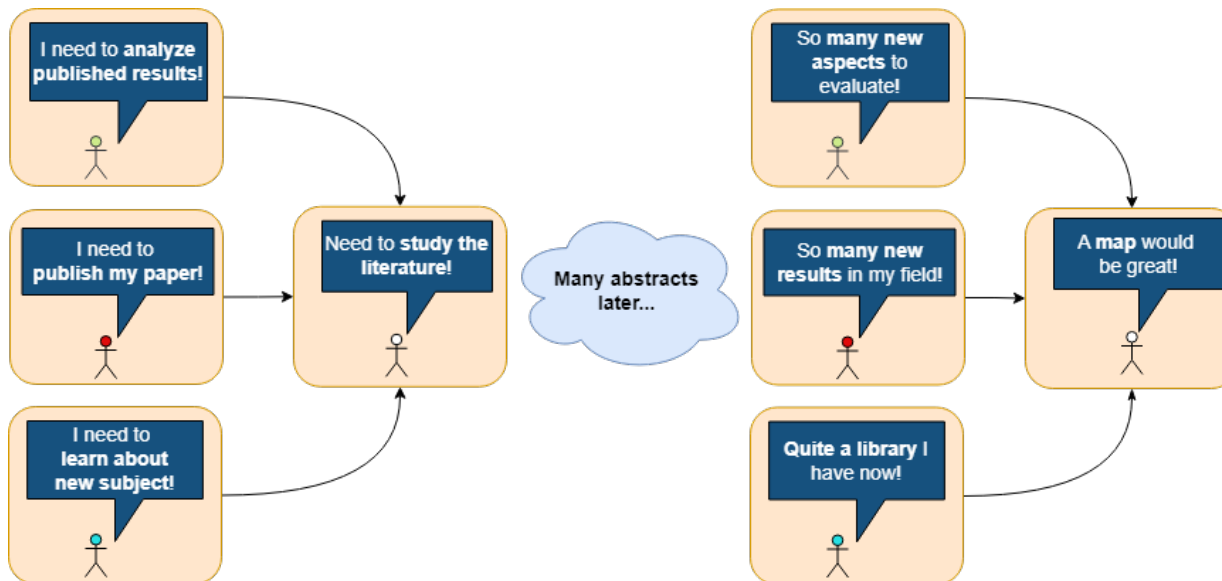 I need to analyze
published results!
I need to
publish my paper!
I need to
learn about
new subject!
Need to study the
literature!
Many abstracts
later...
So many new
aspects to
evaluate!
So many new
results in my field!
Quite a library I
have now!
A map would
be great!